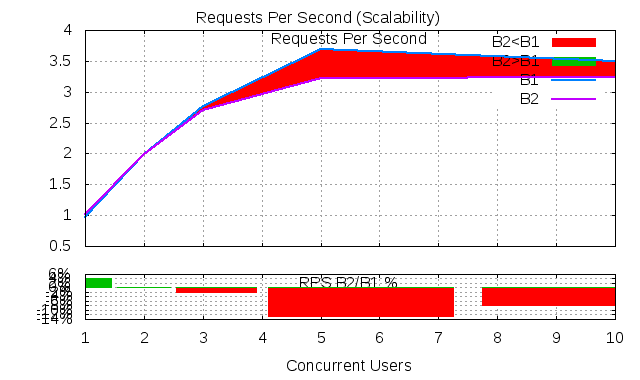 Requests Per Second (Scalability)
Requests Per Second
B2<B1
B2>B1
B1
B2
4
3.5
3
2.5
2
1.5
1
0.5
RPS B2/B1 %
6%
-14%
1 2 3 4 5 6 7 8 9 10
Concurrent Users